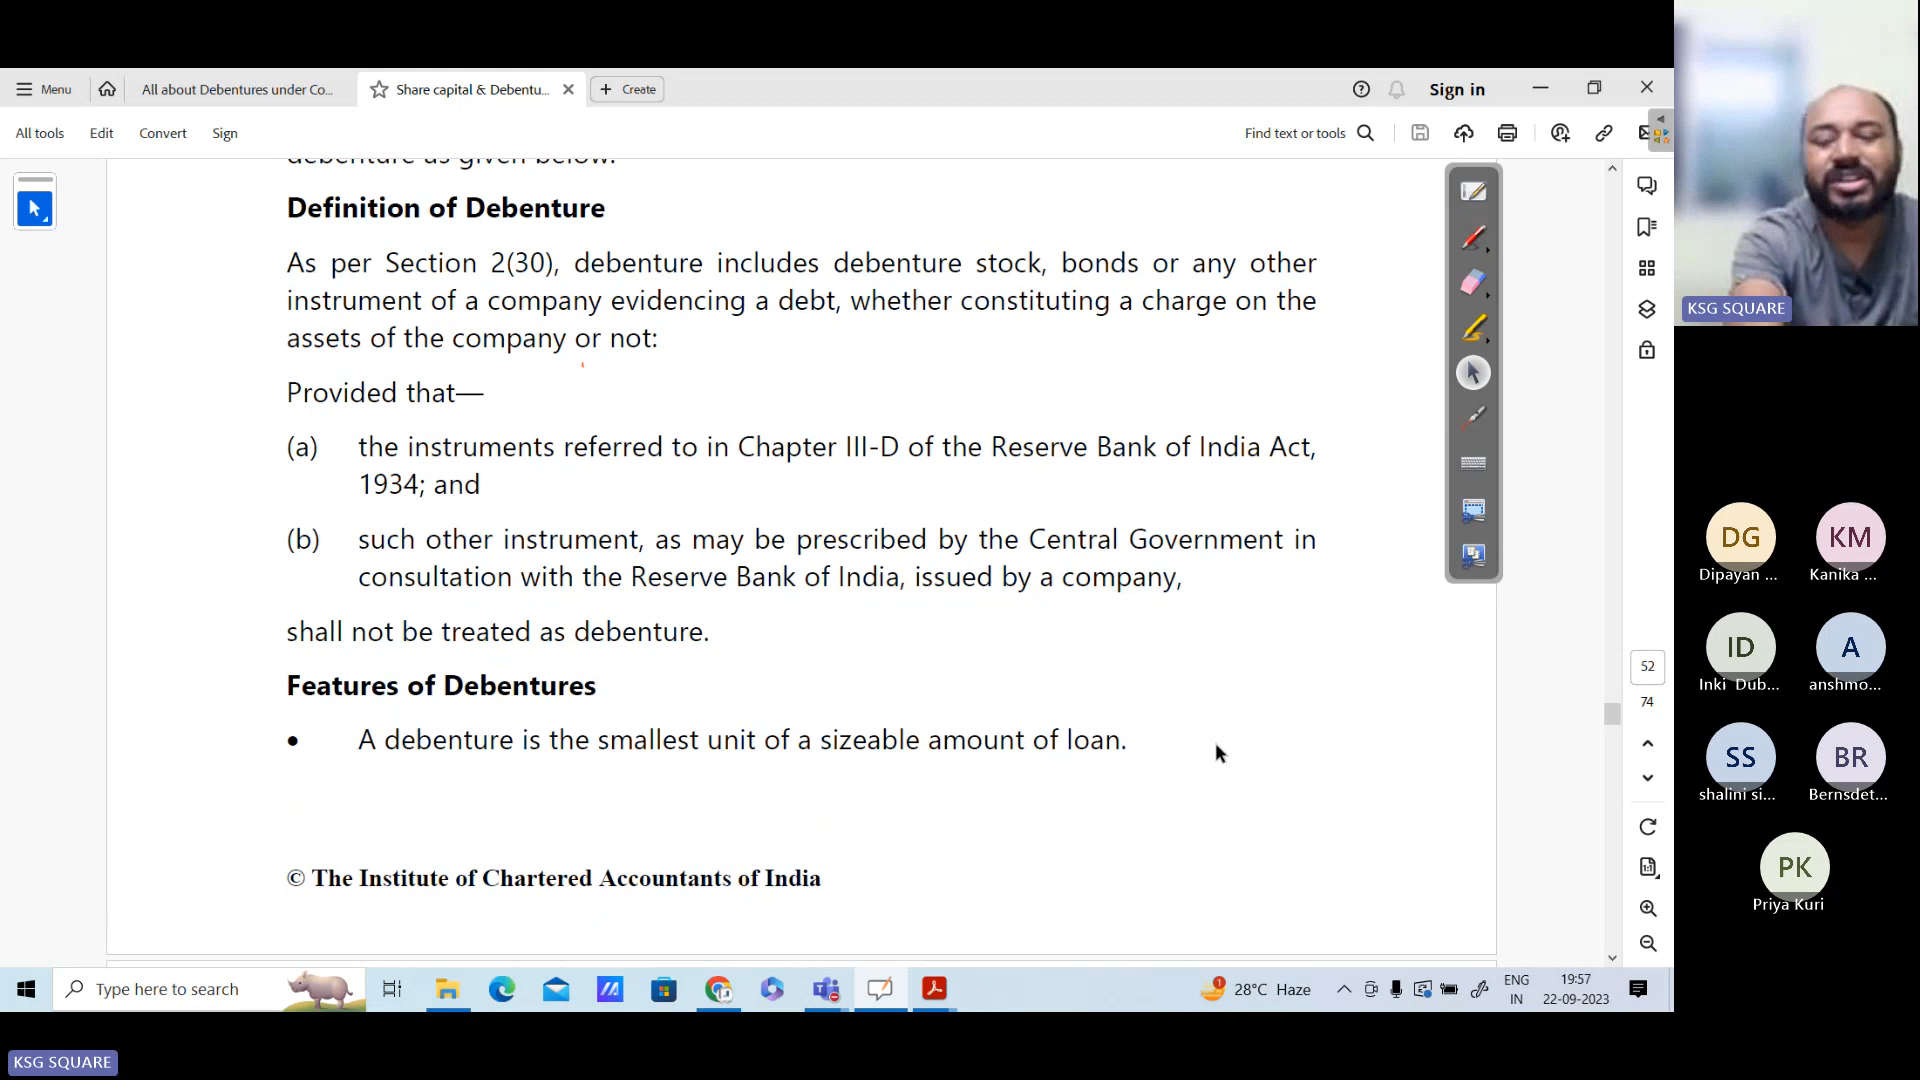 Menu
All about Debentures under Co...
Share capital & Debentu...
Create
Sign in
All tools
Edit
Convert
Sign
Find text or tools
debenture as given below.
Definition of Debenture
As per Section 2(30), debenture includes debenture stock, bonds or any other
instrument of a company evidencing a debt, whether constituting a charge on the
assets of the company or not:
Provided that—
(a) the instruments referred to in Chapter III-D of the Reserve Bank of India Act,
1934; and
(b) such other instrument, as may be prescribed by the Central Government in
consultation with the Reserve Bank of India, issued by a company,
shall not be treated as debenture.
Features of Debentures
• A debenture is the smallest unit of a sizeable amount of loan.
© The Institute of Chartered Accountants of India
52
74
KSG SQUARE
DG
Dipayan ...
KM
Kanika ...
ID
Inki Dub...
A
anshmo...
SS
shalini si...
BR
Bernsdet...
PK
Priya Kuri
Type here to search
1
28°C Haze
ENG
IN
19:57
22-09-2023
KSG SQUARE